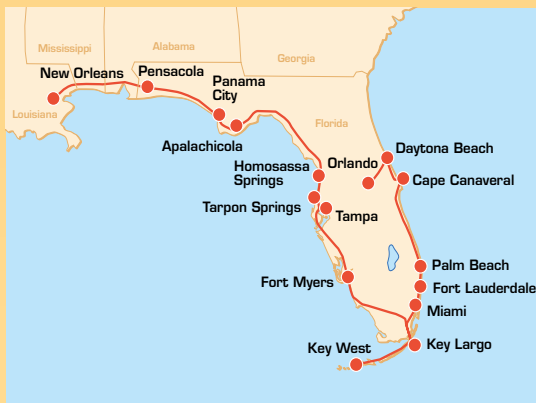 Mississippi
Alabama
Georgia
New Orleans
Pensacola
Panama
City
Louisiana
Apalachicola
Florida
Daytona Beach
Orlando
Homosassa
Springs
Cape Canaveral
Tarpon Springs
Tampa
Palm Beach
Fort Myers
Fort Lauderdale
Miami
Key West
Key Largo